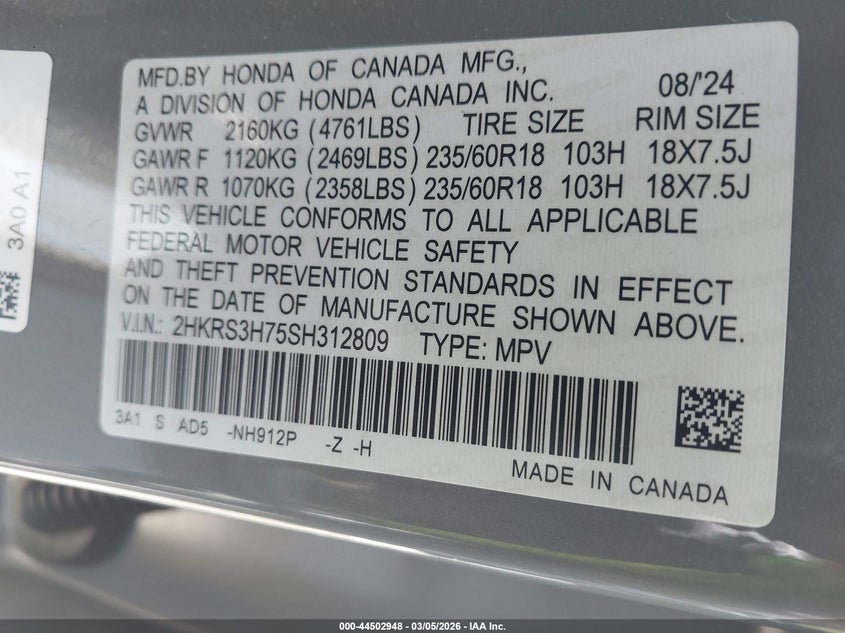 MFD.BY HONDA OF CANADA MFG.,
A DIVISION OF HONDA CANADA INC. 08/'24
GVWR 2160KG (4761LBS) TIRE SIZE RIM SIZE
GAWR F 1120KG (2469LBS) 235/60R18 103H 18X7.5J
GAWR R 1070KG (2358LBS) 235/60R18 103H 18X7.5J
THIS VEHICLE CONFORMS TO ALL APPLICABLE
FEDERAL MOTOR VEHICLE SAFETY
AND THEFT PREVENTION STANDARDS IN EFFECT
ON THE DATE OF MANUFACTURE SHOWN ABOVE.
V.I.N.: 2HKRS3H75SH312809 TYPE: MPV
3A1 S AD5 -NH912P -Z -H
MADE IN CANADA
3A0 A1
000-44502948 - 03/05/2026 - IAA Inc.